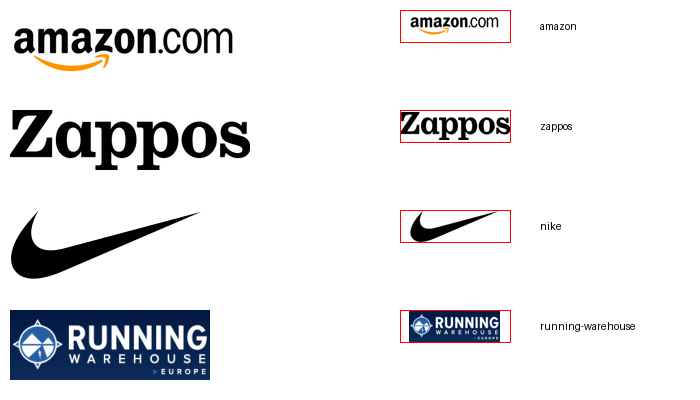 amazon.com
amazon.com
amazon
Zappos
Zappos
zappos
nike
RUNNING
WAREHOUSE
EUROPE
RUNNING
WAREHOUSE
EUROPE
running-warehouse